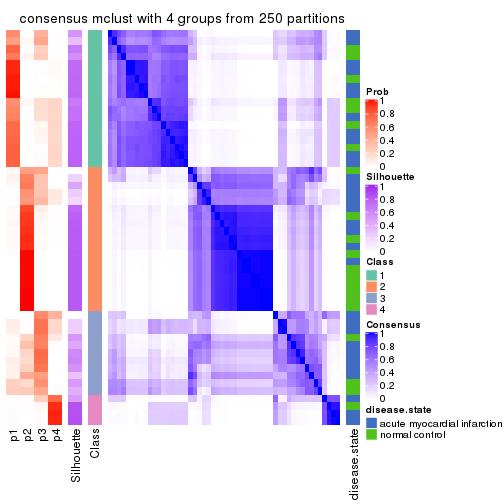 consensus mclust with 4 groups from 250 partitions
Prob
1
0.8
0.6
0.4
0.2
0
Silhouette
1
0.8
0.6
0.4
0.2
0
Class
1
2
3
4
Consensus
1
0.8
0.6
0.4
0.2
0
disease.state
acute myocardial infarction
normal control
p1
p2
p3
p4
Silhouette
Class
disease.state